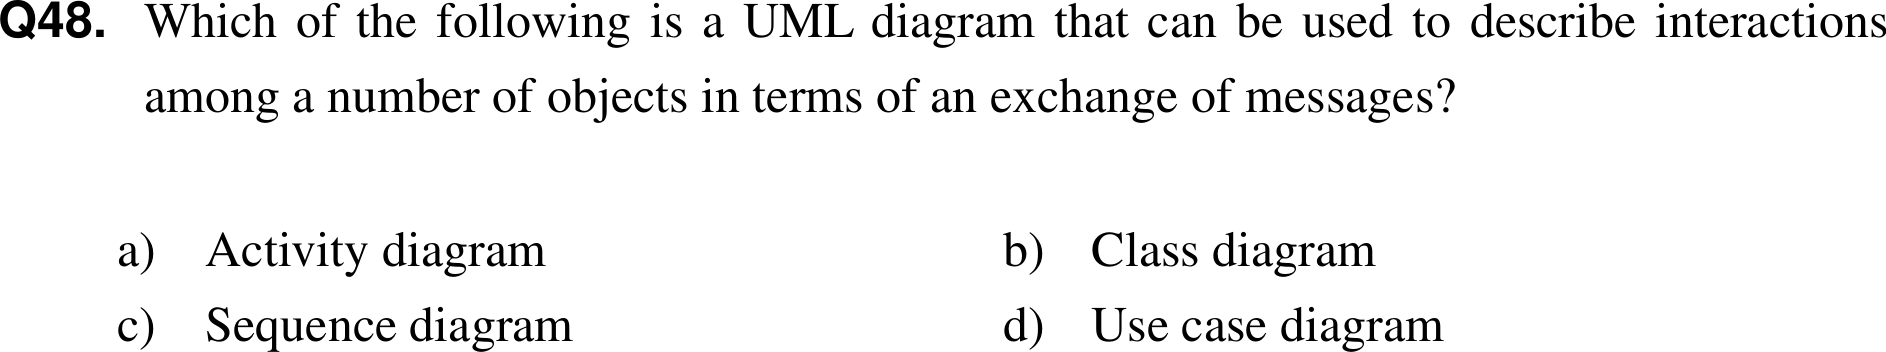 Q48. Which of the following is a UML diagram that can be used to describe interactions
among a number of objects in terms of an exchange of messages?
a) Activity diagram b) Class diagram
c) Sequence diagram d) Use case diagram